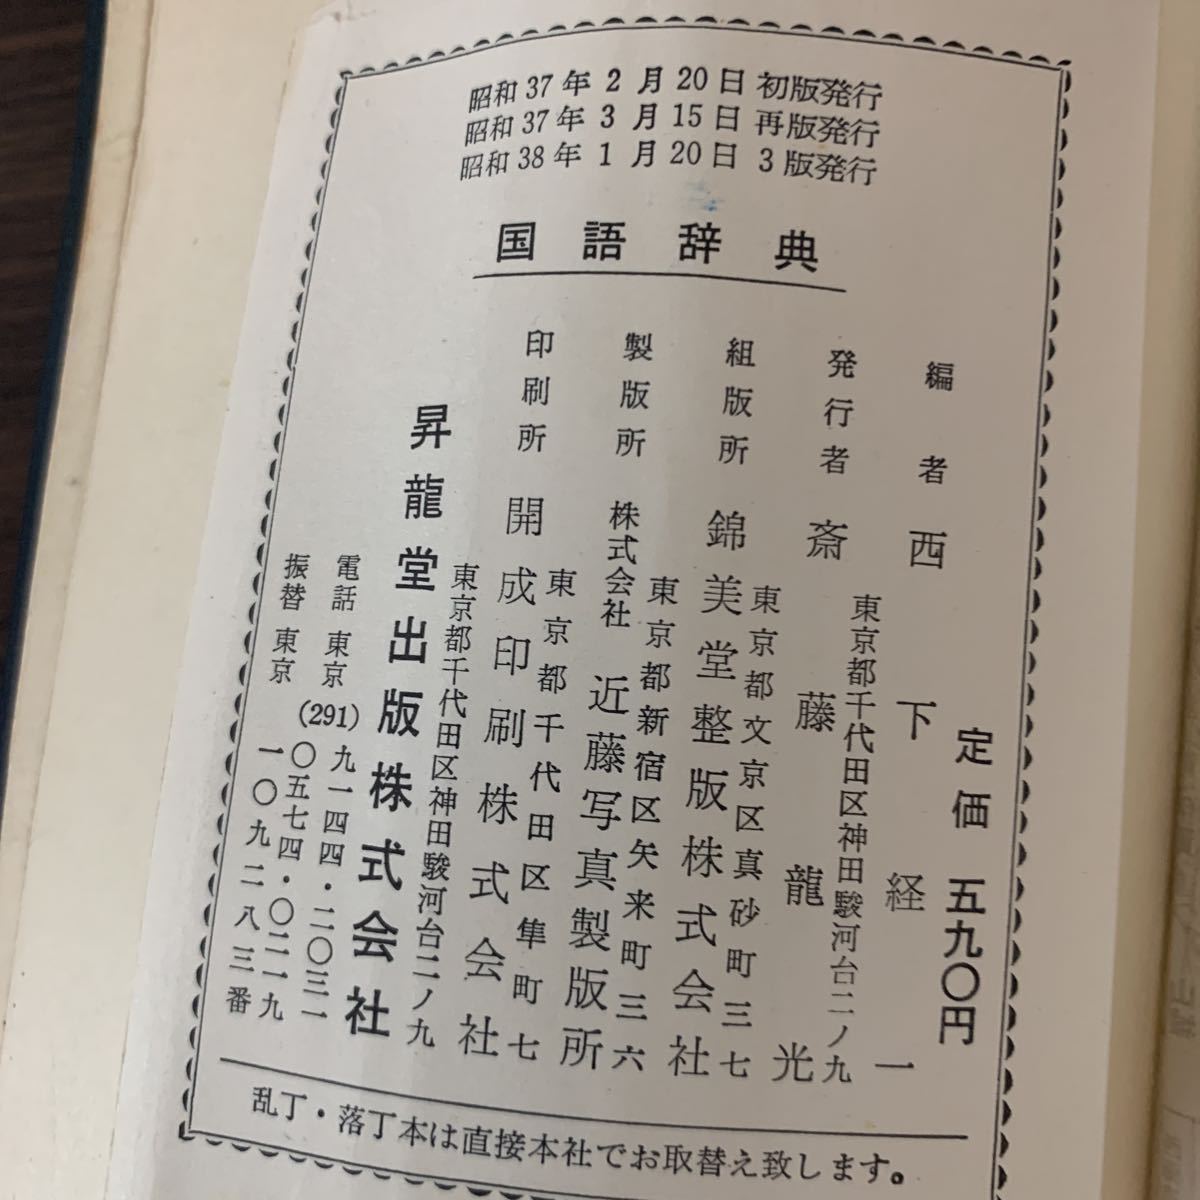 昭和37年2月20日 初版発行
昭和37年3月15日 再版発行
昭和38年1月20日 3版発行
国語辞典
定価 五九〇円
編者 西下経一
東京都千代田区神田駿河台二ノ九
発行者 斎藤龍光
東京都文京区真砂町三七
組版所 錦美堂整版株式会社
東京都新宿区矢来町三六
製版所 株式会社 近藤写真製版所
東京都千代田区隼町七
印刷所 開成印刷株式会社
東京都千代田区神田駿河台二ノ九
昇龍堂出版株式会社
電話 東京(291)九一四四・二〇三一
〇五七四・〇二一九
振替 東京 一〇九二八三番
乱丁・落丁本は直接本社でお取替え致します。